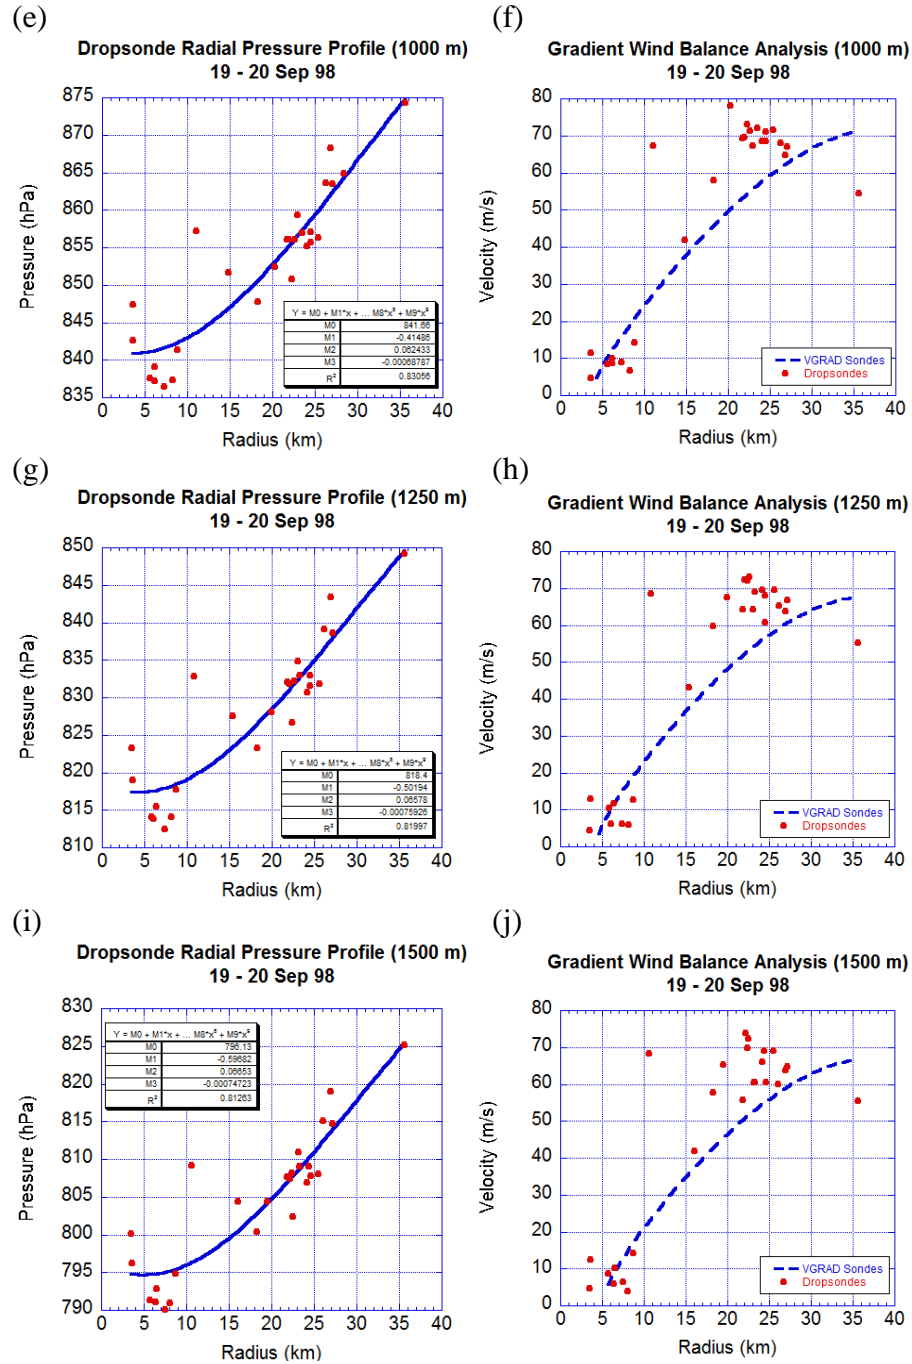 (e)
Dropsonde Radial Pressure Profile (1000 m)
19 - 20 Sep 98
875
870
865
860
855
850
845
840
835
Pressure (hPa)
Y = M0 + M1*x + ... M8*x⁸ + M9*x⁹
M0 841.66
M1 -0.41486
M2 0.062433
M3 -0.00068787
R² 0.83056
0 5 10 15 20 25 30 35 40
Radius (km)
(f)
Gradient Wind Balance Analysis (1000 m)
19 - 20 Sep 98
80
70
60
50
40
30
20
10
0
Velocity (m/s)
VGRAD Sondes
Dropsondes
0 5 10 15 20 25 30 35 40
Radius (km)
(g)
Dropsonde Radial Pressure Profile (1250 m)
19 - 20 Sep 98
850
845
840
835
830
825
820
815
810
Pressure (hPa)
Y = M0 + M1*x + ... M8*x⁸ + M9*x⁹
M0 818.4
M1 -0.50194
M2 0.06578
M3 -0.00075926
R² 0.81997
0 5 10 15 20 25 30 35 40
Radius (km)
(h)
Gradient Wind Balance Analysis (1250 m)
19 - 20 Sep 98
80
70
60
50
40
30
20
10
0
Velocity (m/s)
VGRAD Sondes
Dropsondes
0 5 10 15 20 25 30 35 40
Radius (km)
(i)
Dropsonde Radial Pressure Profile (1500 m)
19 - 20 Sep 98
830
825
820
815
810
805
800
795
790
Pressure (hPa)
Y = M0 + M1*x + ... M8*x⁸ + M9*x⁹
M0 796.13
M1 -0.59682
M2 0.06653
M3 -0.00074723
R² 0.81263
0 5 10 15 20 25 30 35 40
Radius (km)
(j)
Gradient Wind Balance Analysis (1500 m)
19 - 20 Sep 98
80
70
60
50
40
30
20
10
0
Velocity (m/s)
VGRAD Sondes
Dropsondes
0 5 10 15 20 25 30 35 40
Radius (km)